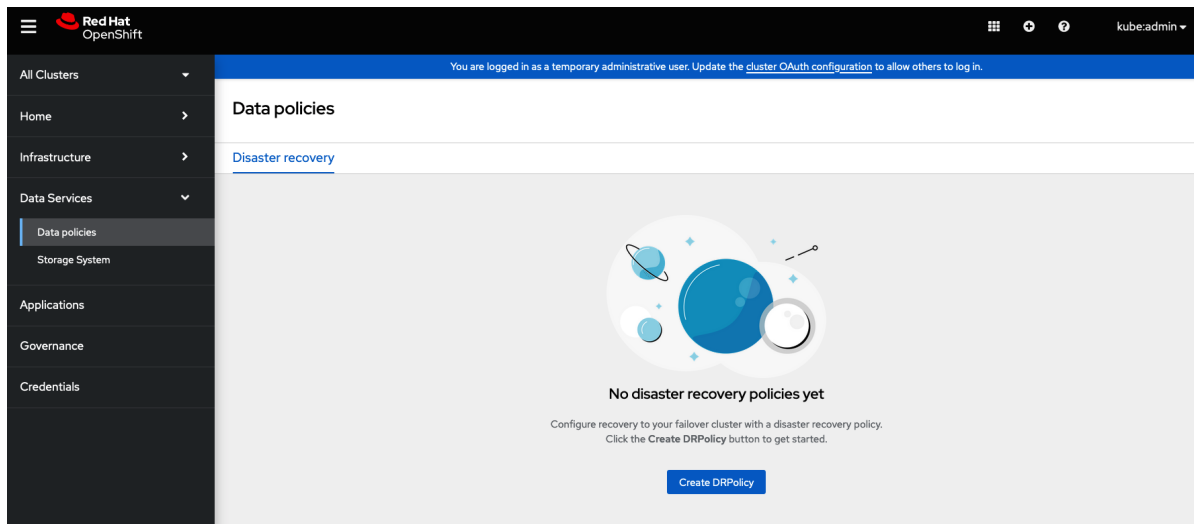 Red Hat
OpenShift
kube:admin
All Clusters
Home
Infrastructure
Data Services
Data policies
Storage System
Applications
Governance
Credentials
You are logged in as a temporary administrative user. Update the cluster OAuth configuration to allow others to log in.
Data policies
Disaster recovery
No disaster recovery policies yet
Configure recovery to your failover cluster with a disaster recovery policy.
Click the Create DRPolicy button to get started.
Create DRPolicy